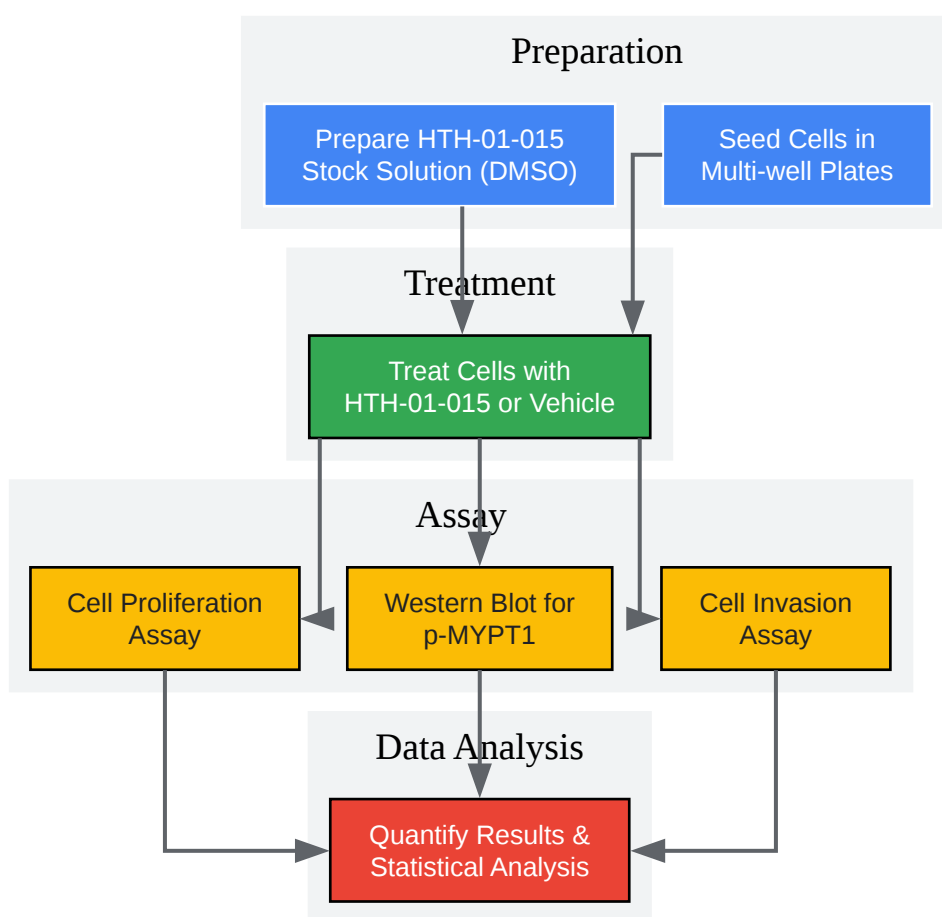 Preparation
Prepare HTH-01-015
Stock Solution (DMSO)
Seed Cells in
Multi-well Plates
Treatment
Treat Cells with
HTH-01-015 or Vehicle
Assay
Cell Proliferation
Assay
Western Blot for
p-MYPT1
Cell Invasion
Assay
Data Analysis
Quantify Results &
Statistical Analysis